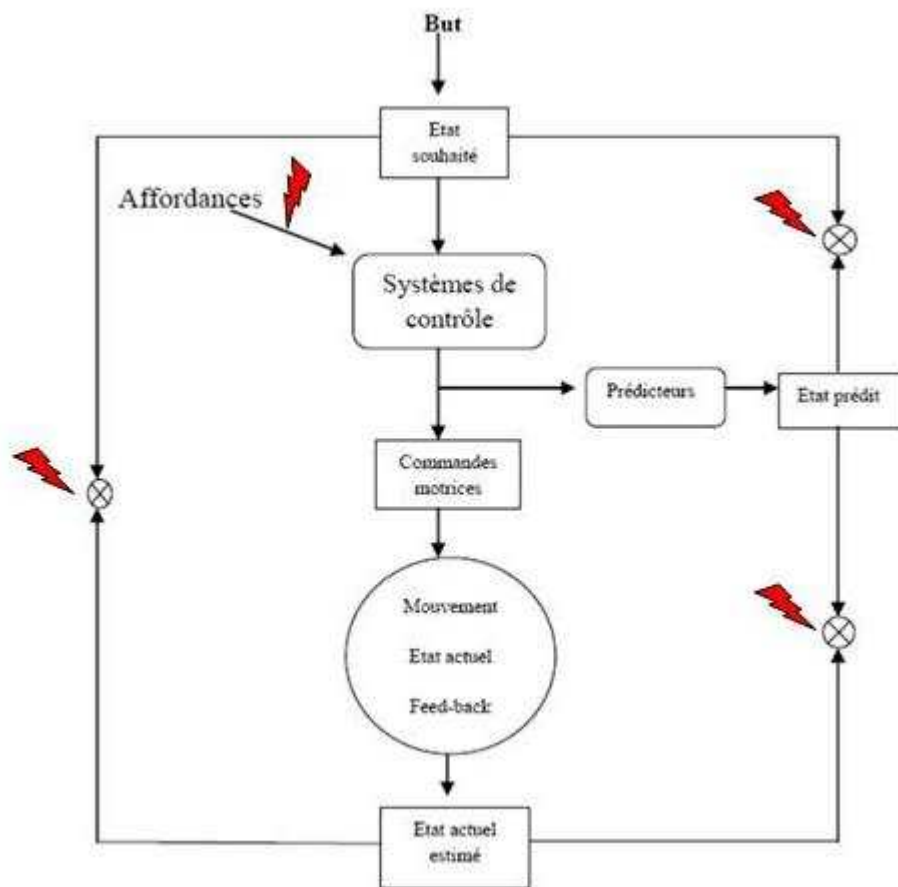 But
Etat
souhaité
Affordances
Systèmes de
contrôle
Prédicteurs
Etat prédit
Commandes
motrices
Mouvement
Etat actuel
Feed-back
Etat actuel
estimé